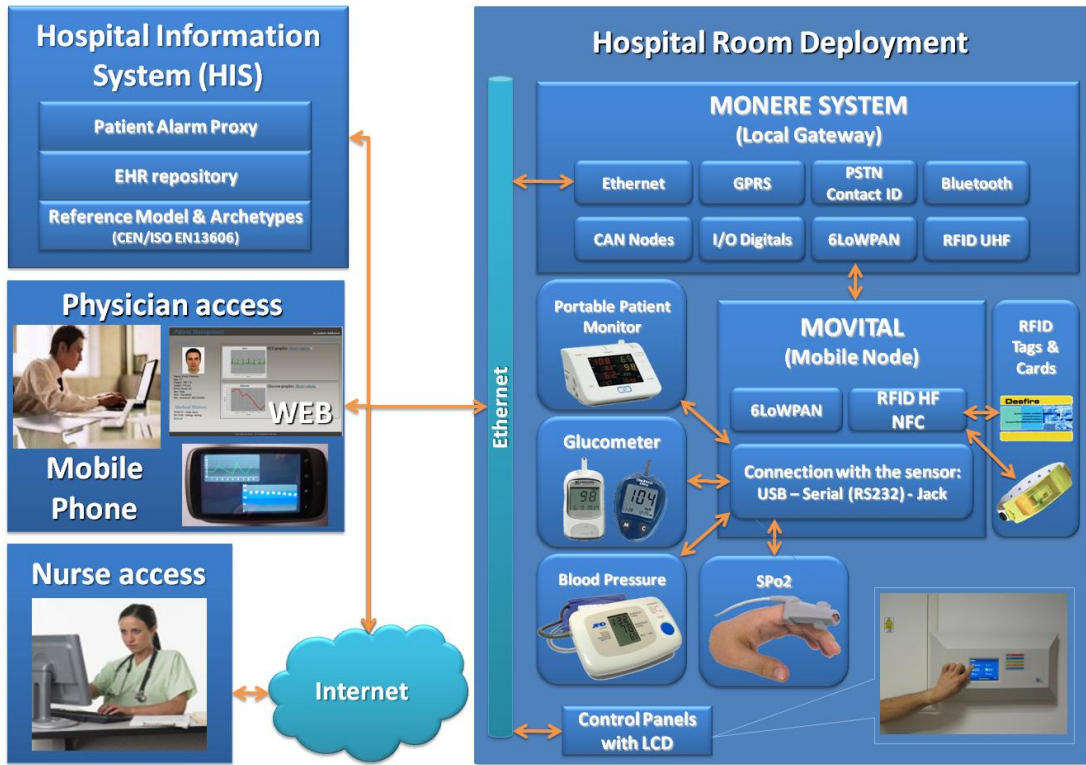 Hospital Information
System (HIS)
Patient Alarm Proxy
EHR repository
Reference Model & Archetypes
(CEN/ISO EN13606)
Physician access
WEB
Mobile
Phone
Nurse access
Internet
Hospital Room Deployment
Ethernet
MONERE SYSTEM
(Local Gateway)
Ethernet
GPRS
PSTN
Contact ID
Bluetooth
CAN Nodes
I/O Digitals
6LoWPAN
RFID UHF
Portable Patient
Monitor
MOVITAL
(Mobile Node)
6LoWPAN
RFID HF
NFC
Connection with the sensor:
USB – Serial (RS232) - Jack
RFID
Tags &
Cards
Desfire
Glucometer
98
104
M C
Blood Pressure
AND
SPo2
Control Panels
with LCD